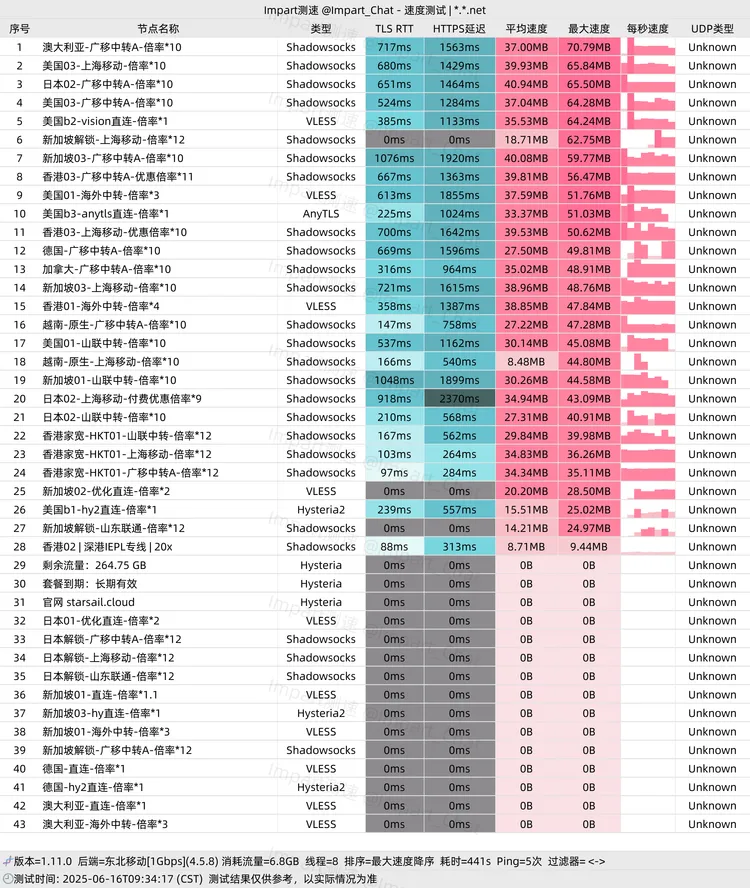 Impart测速 @Impart_Chat - 速度测试 | *.*.net
序号 节点名称 类型 TLS RTT HTTPS延迟 平均速度 最大速度 每秒速度 UDP类型
1 澳大利亚-广移中转A-倍率*10 Shadowsocks 717ms 1563ms 37.00MB 70.79MB Unknown
2 美国03-上海移动-倍率*10 Shadowsocks 680ms 1429ms 39.93MB 65.84MB Unknown
3 日本02-广移中转A-倍率*10 Shadowsocks 651ms 1464ms 40.94MB 65.50MB Unknown
4 美国03-广移中转A-倍率*10 Shadowsocks 524ms 1284ms 37.04MB 64.28MB Unknown
5 美国b2-vision直连-倍率*1 VLESS 385ms 1133ms 35.53MB 64.24MB Unknown
6 新加坡解锁-上海移动-倍率*12 Shadowsocks 0ms 0ms 18.71MB 62.75MB Unknown
7 新加坡03-广移中转A-倍率*10 Shadowsocks 1076ms 1920ms 40.08MB 59.77MB Unknown
8 香港03-广移中转A-优惠倍率*11 Shadowsocks 667ms 1363ms 39.81MB 56.47MB Unknown
9 美国01-海外中转-倍率*3 VLESS 613ms 1855ms 37.59MB 51.76MB Unknown
10 美国b3-anytls直连-倍率*1 AnyTLS 225ms 1024ms 33.37MB 51.03MB Unknown
11 香港03-上海移动-优惠倍率*10 Shadowsocks 700ms 1642ms 39.53MB 50.62MB Unknown
12 德国-广移中转A-倍率*10 Shadowsocks 669ms 1596ms 27.50MB 49.81MB Unknown
13 加拿大-广移中转A-倍率*10 Shadowsocks 316ms 964ms 35.02MB 48.91MB Unknown
14 新加坡03-上海移动-倍率*10 Shadowsocks 721ms 1615ms 38.96MB 48.76MB Unknown
15 香港01-海外中转-倍率*4 VLESS 358ms 1387ms 38.85MB 47.84MB Unknown
16 越南-原生-广移中转A-倍率*10 Shadowsocks 147ms 758ms 27.22MB 47.28MB Unknown
17 美国01-山联中转-倍率*10 Shadowsocks 537ms 1162ms 30.14MB 45.08MB Unknown
18 越南-原生-上海移动-倍率*10 Shadowsocks 166ms 540ms 8.48MB 44.80MB Unknown
19 新加坡01-山联中转-倍率*10 Shadowsocks 1048ms 1899ms 30.26MB 44.58MB Unknown
20 日本02-上海移动-付费优惠倍率*9 Shadowsocks 918ms 2370ms 34.94MB 43.09MB Unknown
21 日本02-山联中转-倍率*10 Shadowsocks 210ms 568ms 27.31MB 40.91MB Unknown
22 香港家宽-HKT01-山联中转-倍率*12 Shadowsocks 167ms 562ms 29.84MB 39.98MB Unknown
23 香港家宽-HKT01-上海移动-倍率*12 Shadowsocks 103ms 264ms 34.83MB 36.26MB Unknown
24 香港家宽-HKT01-广移中转A-倍率*12 Shadowsocks 97ms 284ms 34.34MB 35.11MB Unknown
25 新加坡02-优化直连-倍率*2 VLESS 0ms 0ms 20.20MB 28.50MB Unknown
26 美国b1-hy2直连-倍率*1 Hysteria2 239ms 557ms 15.51MB 25.02MB Unknown
27 新加坡解锁-山东联通-倍率*12 Shadowsocks 0ms 0ms 14.21MB 24.97MB Unknown
28 香港02 | 深港IEPL专线 | 20x Shadowsocks 88ms 313ms 8.71MB 9.44MB Unknown
29 剩余流量：264.75 GB Hysteria 0ms 0ms 0B 0B Unknown
30 套餐到期：长期有效 Hysteria 0ms 0ms 0B 0B Unknown
31 官网 starsail.cloud Hysteria 0ms 0ms 0B 0B Unknown
32 日本01-优化直连-倍率*2 VLESS 0ms 0ms 0B 0B Unknown
33 日本解锁-广移中转A-倍率*12 Shadowsocks 0ms 0ms 0B 0B Unknown
34 日本解锁-上海移动-倍率*12 Shadowsocks 0ms 0ms 0B 0B Unknown
35 日本解锁-山东联通-倍率*12 Shadowsocks 0ms 0ms 0B 0B Unknown
36 新加坡01-直连-倍率*1.1 VLESS 0ms 0ms 0B 0B Unknown
37 新加坡03-hy直连-倍率*1 Hysteria2 0ms 0ms 0B 0B Unknown
38 新加坡01-海外中转-倍率*3 VLESS 0ms 0ms 0B 0B Unknown
39 新加坡解锁-广移中转A-倍率*12 Shadowsocks 0ms 0ms 0B 0B Unknown
40 德国-直连-倍率*1 VLESS 0ms 0ms 0B 0B Unknown
41 德国-hy2直连-倍率*1 Hysteria2 0ms 0ms 0B 0B Unknown
42 澳大利亚-直连-倍率*1 VLESS 0ms 0ms 0B 0B Unknown
43 澳大利亚-海外中转-倍率*3 VLESS 0ms 0ms 0B 0B Unknown
版本=1.11.0 后端=东北移动[1Gbps](4.5.8) 消耗流量=6.8GB 线程=8 排序=最大速度降序 耗时=441s Ping=5次 过滤器= <->
测试时间: 2025-06-16T09:34:17 (CST) 测试结果仅供参考，以实际情况为准